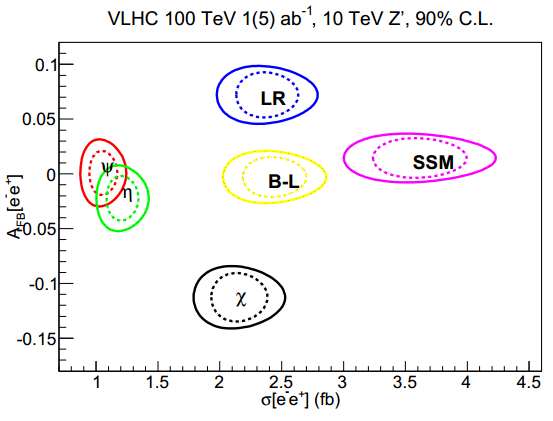 VLHC 100 TeV 1(5) ab⁻¹, 10 TeV Z', 90% C.L.
A_FB[e⁻e⁺]
0.1
0.05
0
-0.05
-0.1
-0.15
LR
ψ
η
B-L
SSM
χ
1 1.5 2 2.5 3 3.5 4 4.5
σ[e⁻e⁺] (fb)